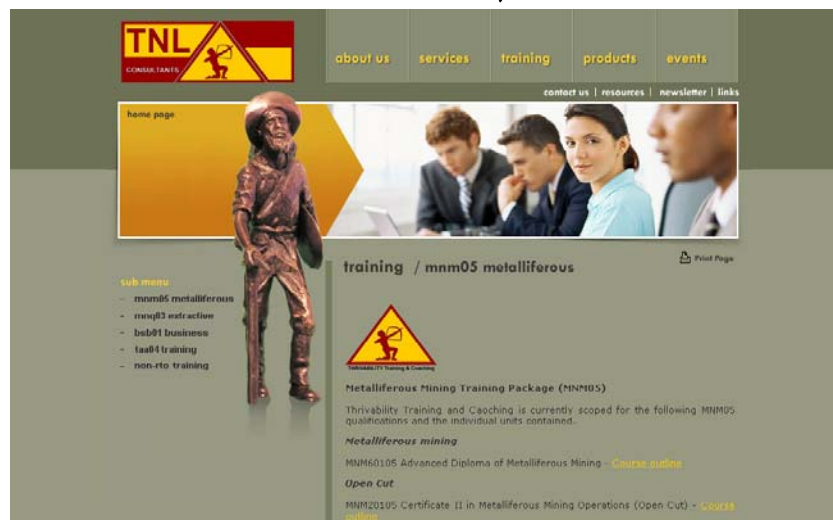 TNL
CONSULTANTS
about us services training products events
contact us | resources | newsletter | links
home page
training / mnm05 metalliferous
Print Page
sub menu
- mnm05 metalliferous
- mnq03 extractive
- bsb01 business
- taa04 training
- non-rto training
THRIVABILITY Training & Coaching
Metalliferous Mining Training Package (MNM05)
Thrivability Training and Caoching is currently scoped for the following MNM05
qualifications and the individual units contained.
Metalliferous mining
MNM60105 Advanced Diploma of Metalliferous Mining - Course outline
Open Cut
MNM20105 Certificate II in Metalliferous Mining Operations (Open Cut) - Course
outline